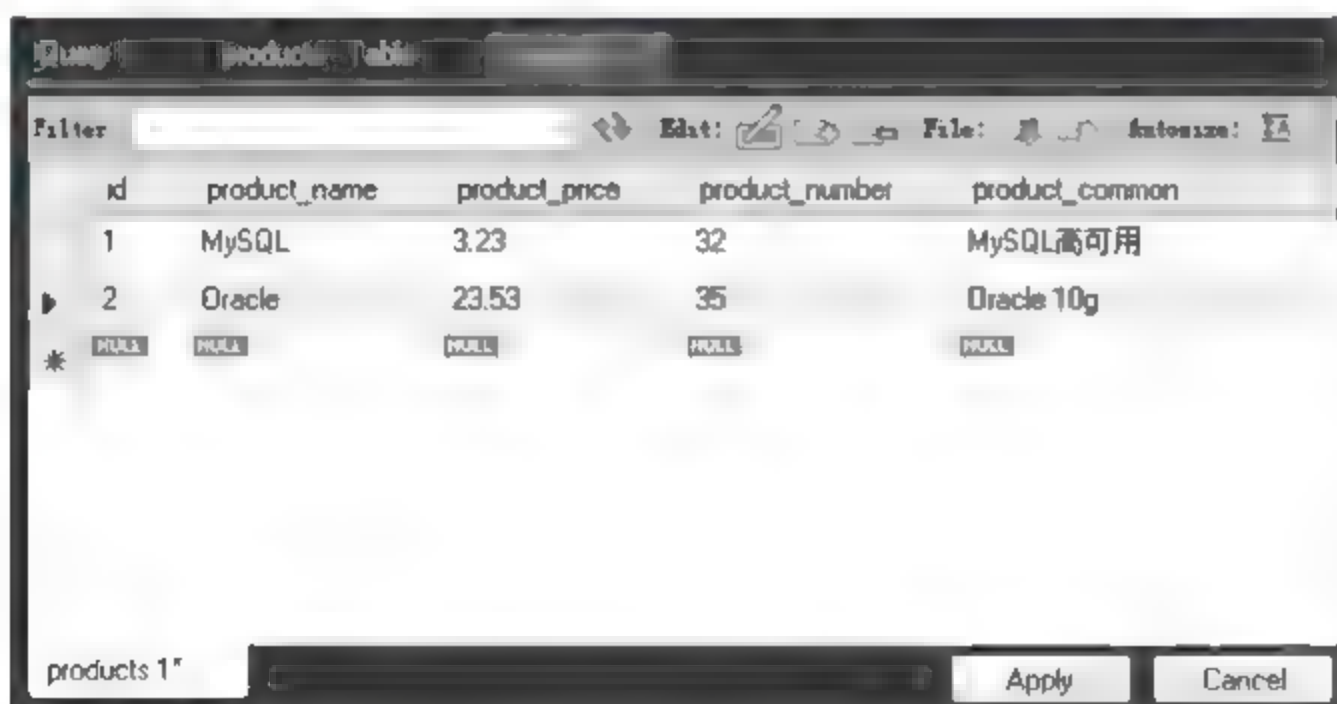 Filter Edit: File: Autosize:
id product_name product_price product_number product_common
1 MySQL 3.23 32 MySQL高可用
2 Oracle 23.53 35 Oracle 10g
NULL NULL NULL NULL NULL
products 1* Apply Cancel